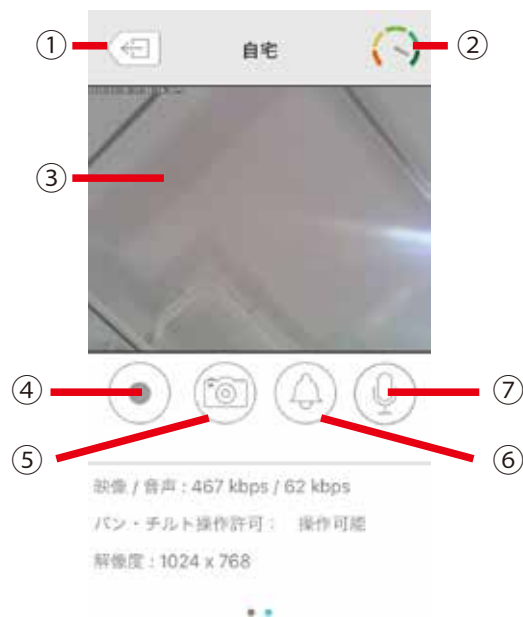 ① 自宅 ②
③
④ ⑦
⑤ ⑥
映像 / 音声 : 467 kbps / 62 kbps
パン・チルト操作許可 : 操作可能
解像度 : 1024 x 768